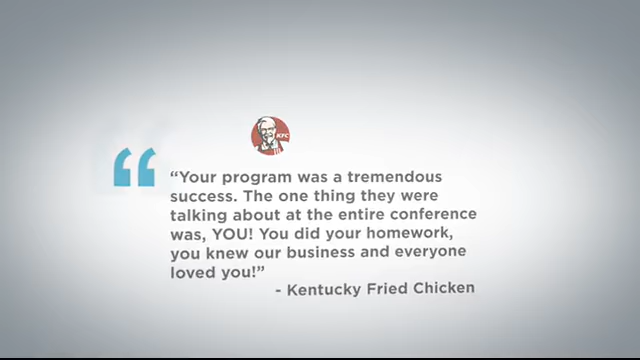 KFC
“Your program was a tremendous
success. The one thing they were
talking about at the entire conference
was, YOU! You did your homework,
you knew our business and everyone
loved you!”
- Kentucky Fried Chicken